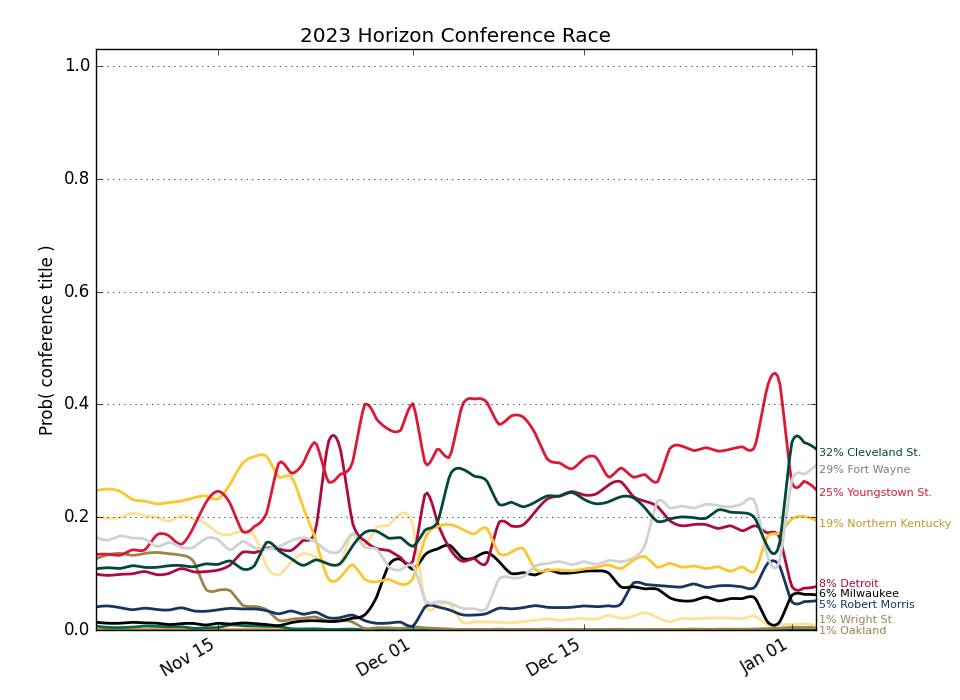 2023 Horizon Conference Race
Prob( conference title )
1.0
0.8
0.6
0.4
0.2
0.0
Nov 15
Dec 01
Dec 15
Jan 01
32% Cleveland St.
29% Fort Wayne
25% Youngstown St.
19% Northern Kentucky
8% Detroit
6% Milwaukee
5% Robert Morris
1% Wright St.
1% Oakland